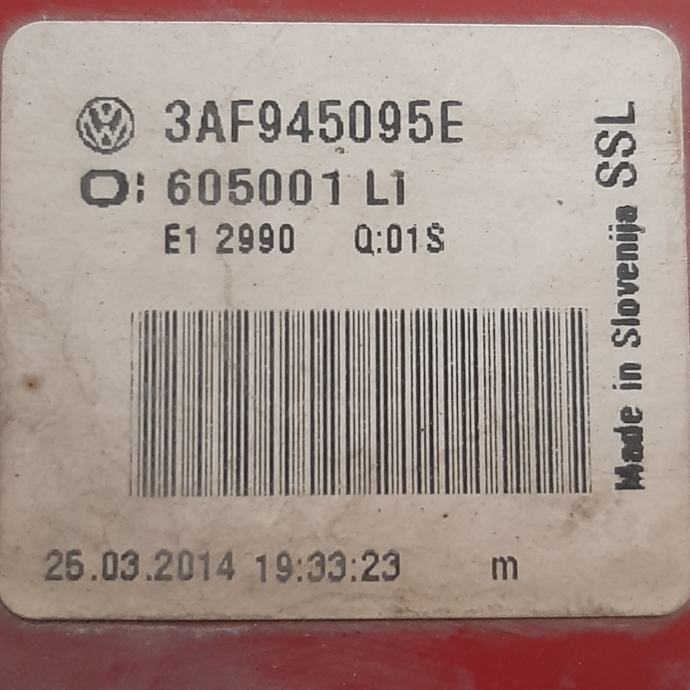 3AF945095E
O: 605001 L1
E1 2990 Q:01S
Made in Slovenija SSL
25.03.2014 19:33:23 m